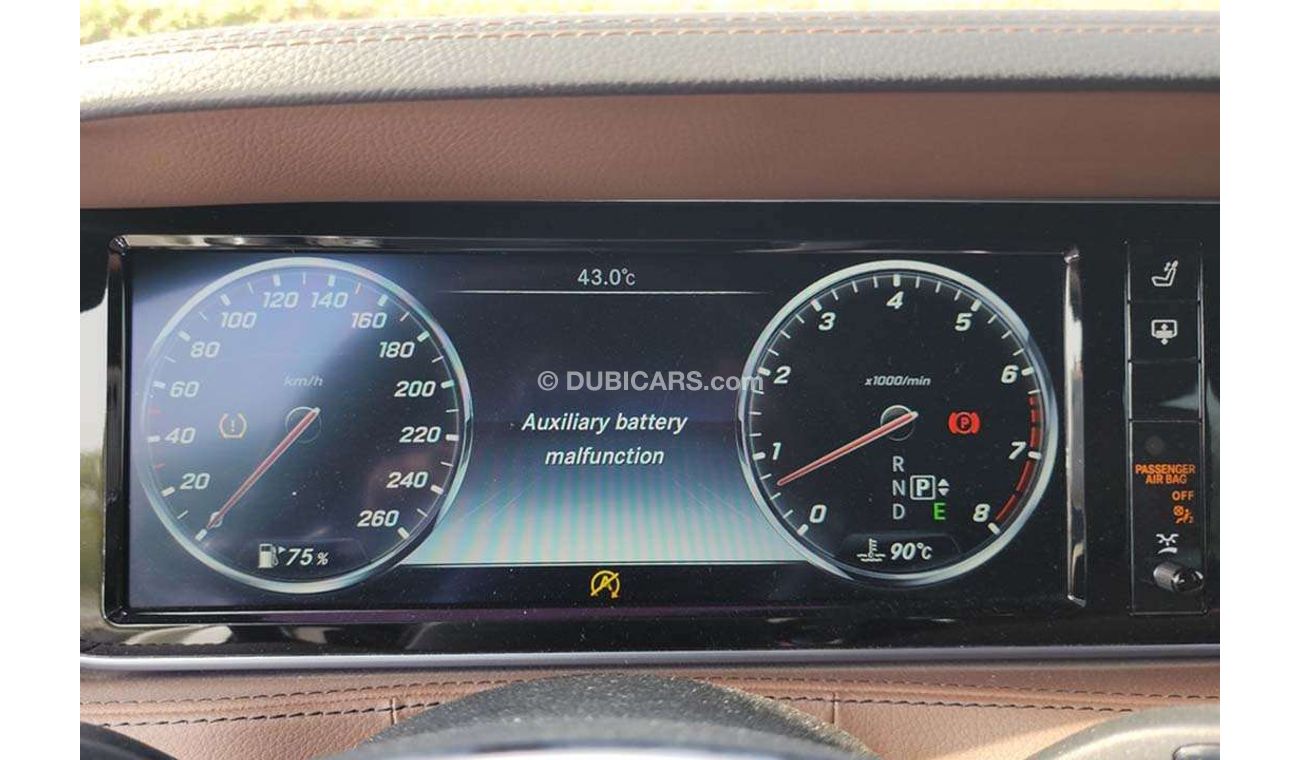 43.0°C
120 140
100 160
80 180
km/h
60 200
40 220
20 240
260
75 %
© DUBICARS.com
Auxiliary battery
malfunction
A
4
3 5
2 6
x1000/min
1 7
0 8
P
R
N P
D E
90°C
PASSENGER
AIR BAG
OFF
2